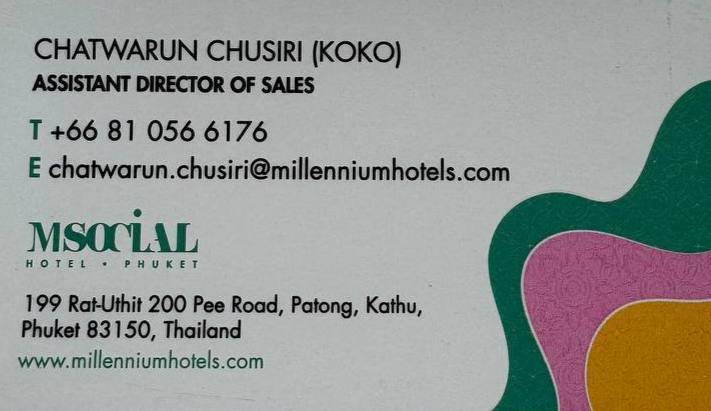 CHATWARUN CHUSIRI (KOKO)
ASSISTANT DIRECTOR OF SALES
T +66 81 056 6176
E chatwarun.chusiri@millenniumhotels.com
MSOCIAL
HOTEL • PHUKET
199 Rat-Uthit 200 Pee Road, Patong, Kathu,
Phuket 83150, Thailand
www.millenniumhotels.com